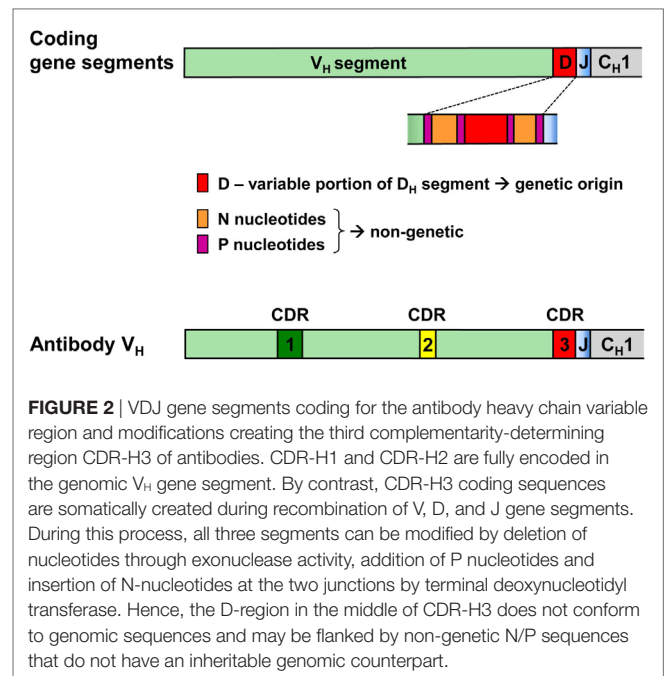 Coding
gene segments
VH segment D J CH1
D – variable portion of DH segment → genetic origin
N nucleotides
→ non-genetic
P nucleotides
CDR CDR CDR
Antibody VH 1 2 3 J CH1
FIGURE 2 | VDJ gene segments coding for the antibody heavy chain variable
region and modifications creating the third complementarity-determining
region CDR-H3 of antibodies. CDR-H1 and CDR-H2 are fully encoded in
the genomic VH gene segment. By contrast, CDR-H3 coding sequences
are somatically created during recombination of V, D, and J gene segments.
During this process, all three segments can be modified by deletion of
nucleotides through exonuclease activity, addition of P nucleotides and
insertion of N-nucleotides at the two junctions by terminal deoxynucleotidyl
transferase. Hence, the D-region in the middle of CDR-H3 does not conform
to genomic sequences and may be flanked by non-genetic N/P sequences
that do not have an inheritable genomic counterpart.